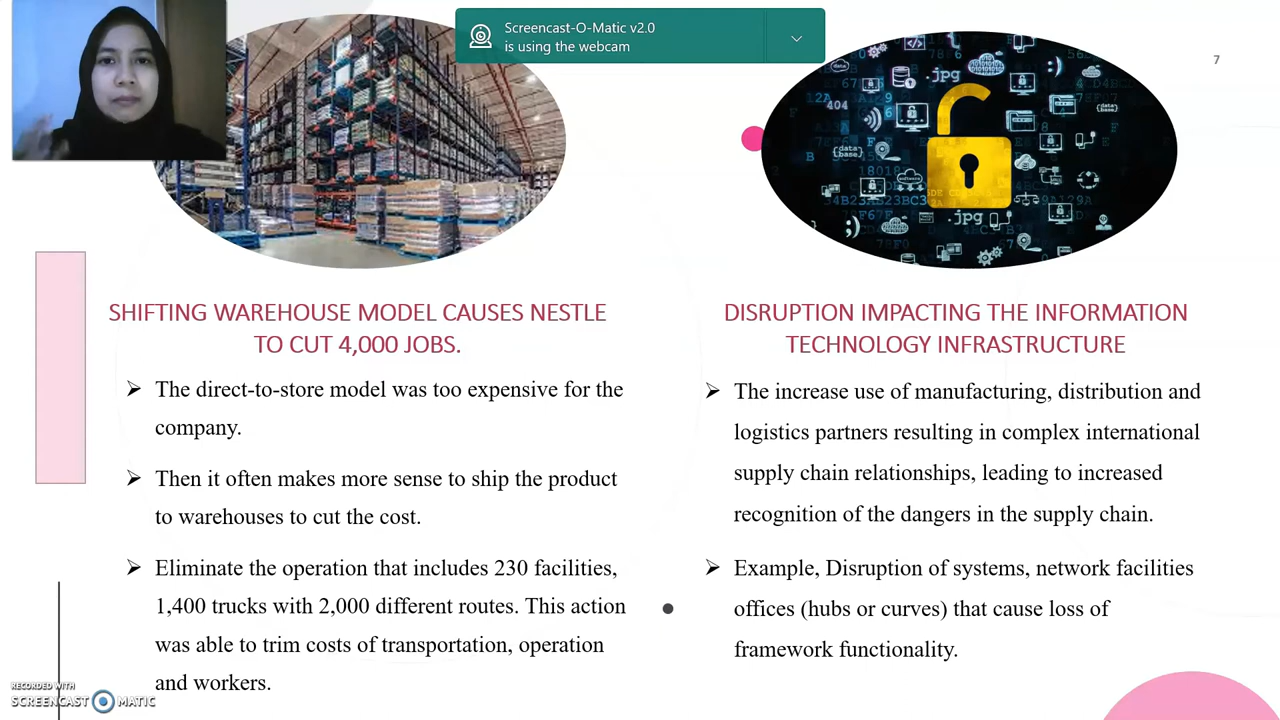 Screencast-O-Matic v2.0
is using the webcam
7
404
.jpg
.jpg
SHIFTING WAREHOUSE MODEL CAUSES NESTLE
TO CUT 4,000 JOBS.
➢ The direct-to-store model was too expensive for the
company.
➢ Then it often makes more sense to ship the product
to warehouses to cut the cost.
➢ Eliminate the operation that includes 230 facilities,
1,400 trucks with 2,000 different routes. This action
was able to trim costs of transportation, operation
and workers.
DISRUPTION IMPACTING THE INFORMATION
TECHNOLOGY INFRASTRUCTURE
➢ The increase use of manufacturing, distribution and
logistics partners resulting in complex international
supply chain relationships, leading to increased
recognition of the dangers in the supply chain.
➢ Example, Disruption of systems, network facilities
offices (hubs or curves) that cause loss of
framework functionality.
RECORDED WITH
SCREENCAST MATIC